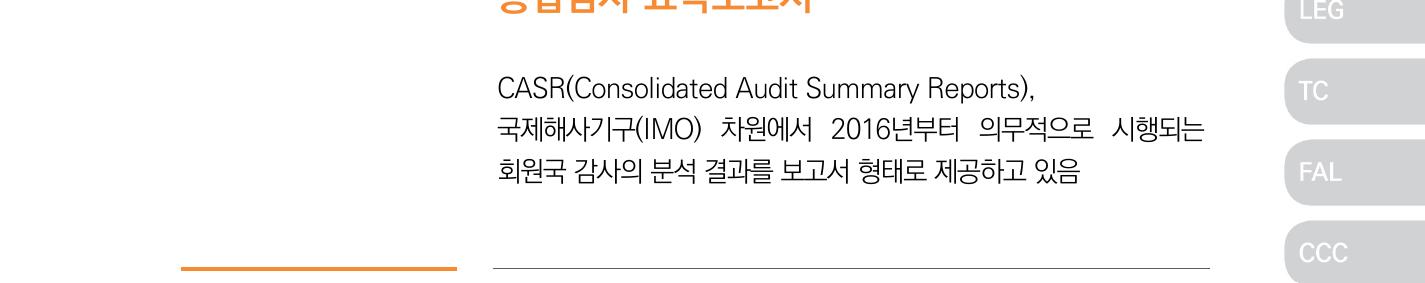 LEG
CASR(Consolidated Audit Summary Reports),
국제해사기구(IMO) 차원에서 2016년부터 의무적으로 시행되는
회원국 감사의 분석 결과를 보고서 형태로 제공하고 있음
TC
FAL
CCC